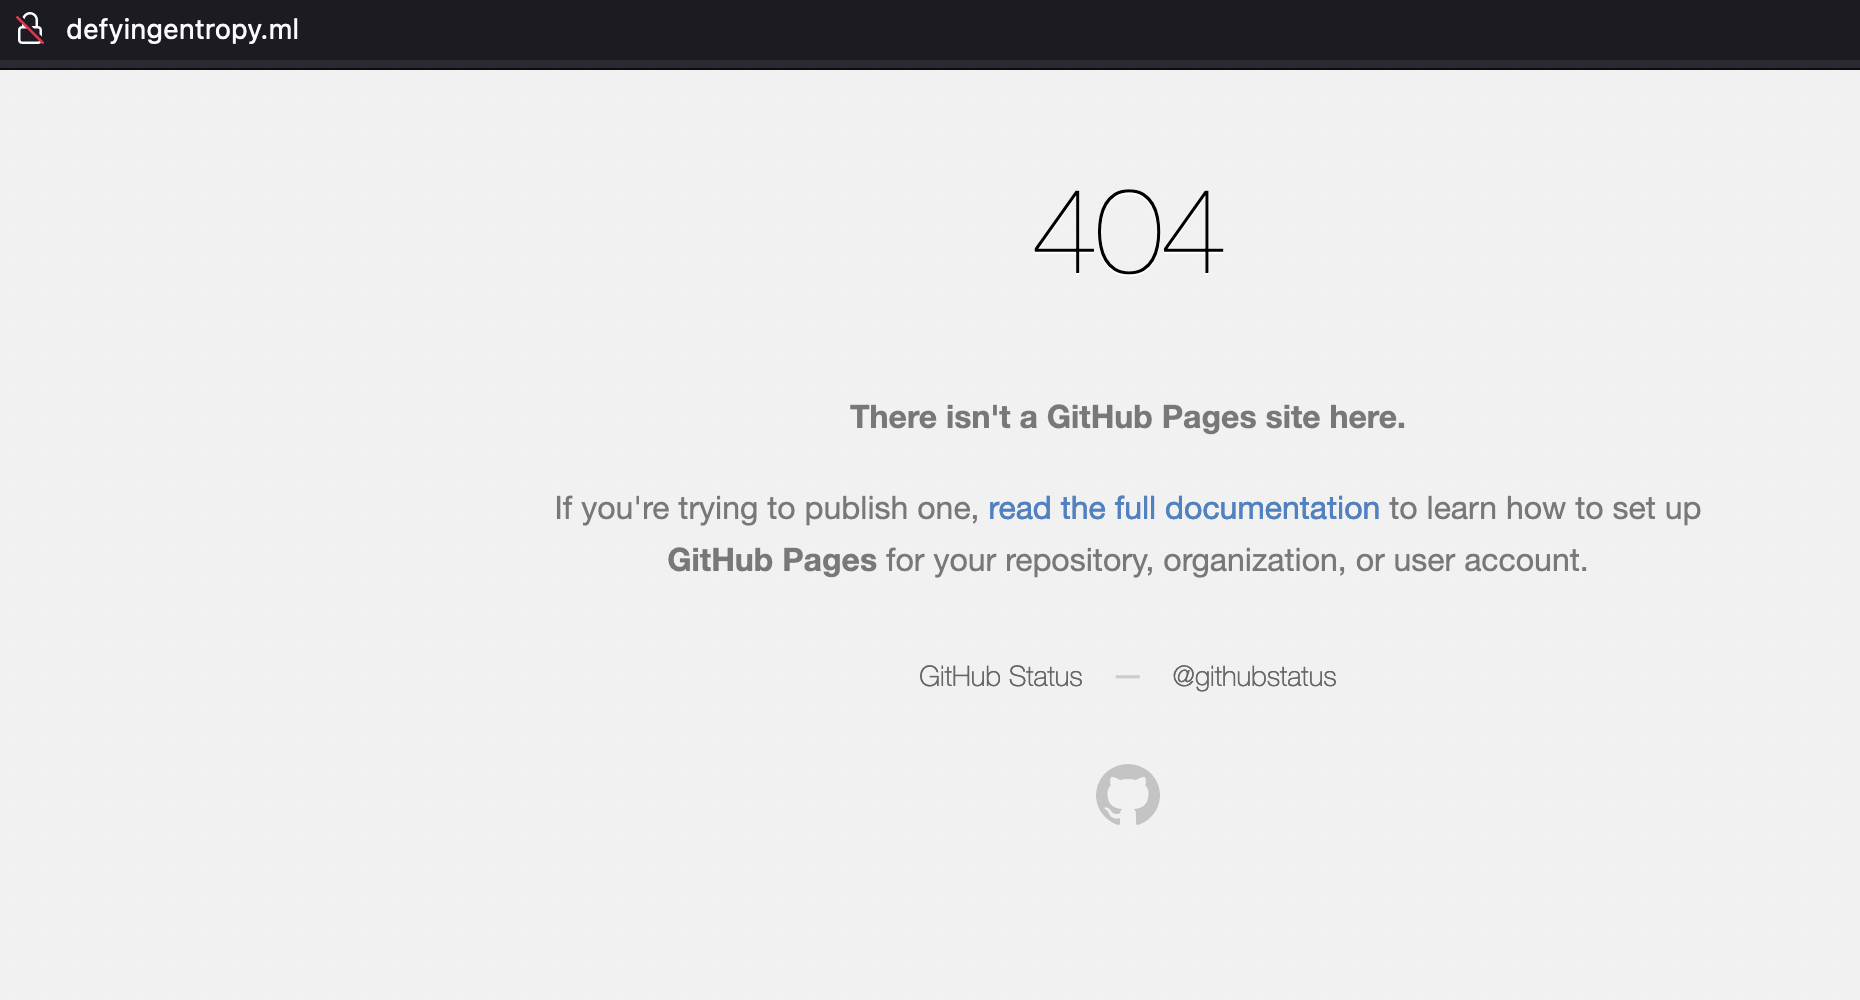 defyingentropy.ml
404
There isn't a GitHub Pages site here.
If you're trying to publish one, read the full documentation to learn how to set up
GitHub Pages for your repository, organization, or user account.
GitHub Status — @githubstatus